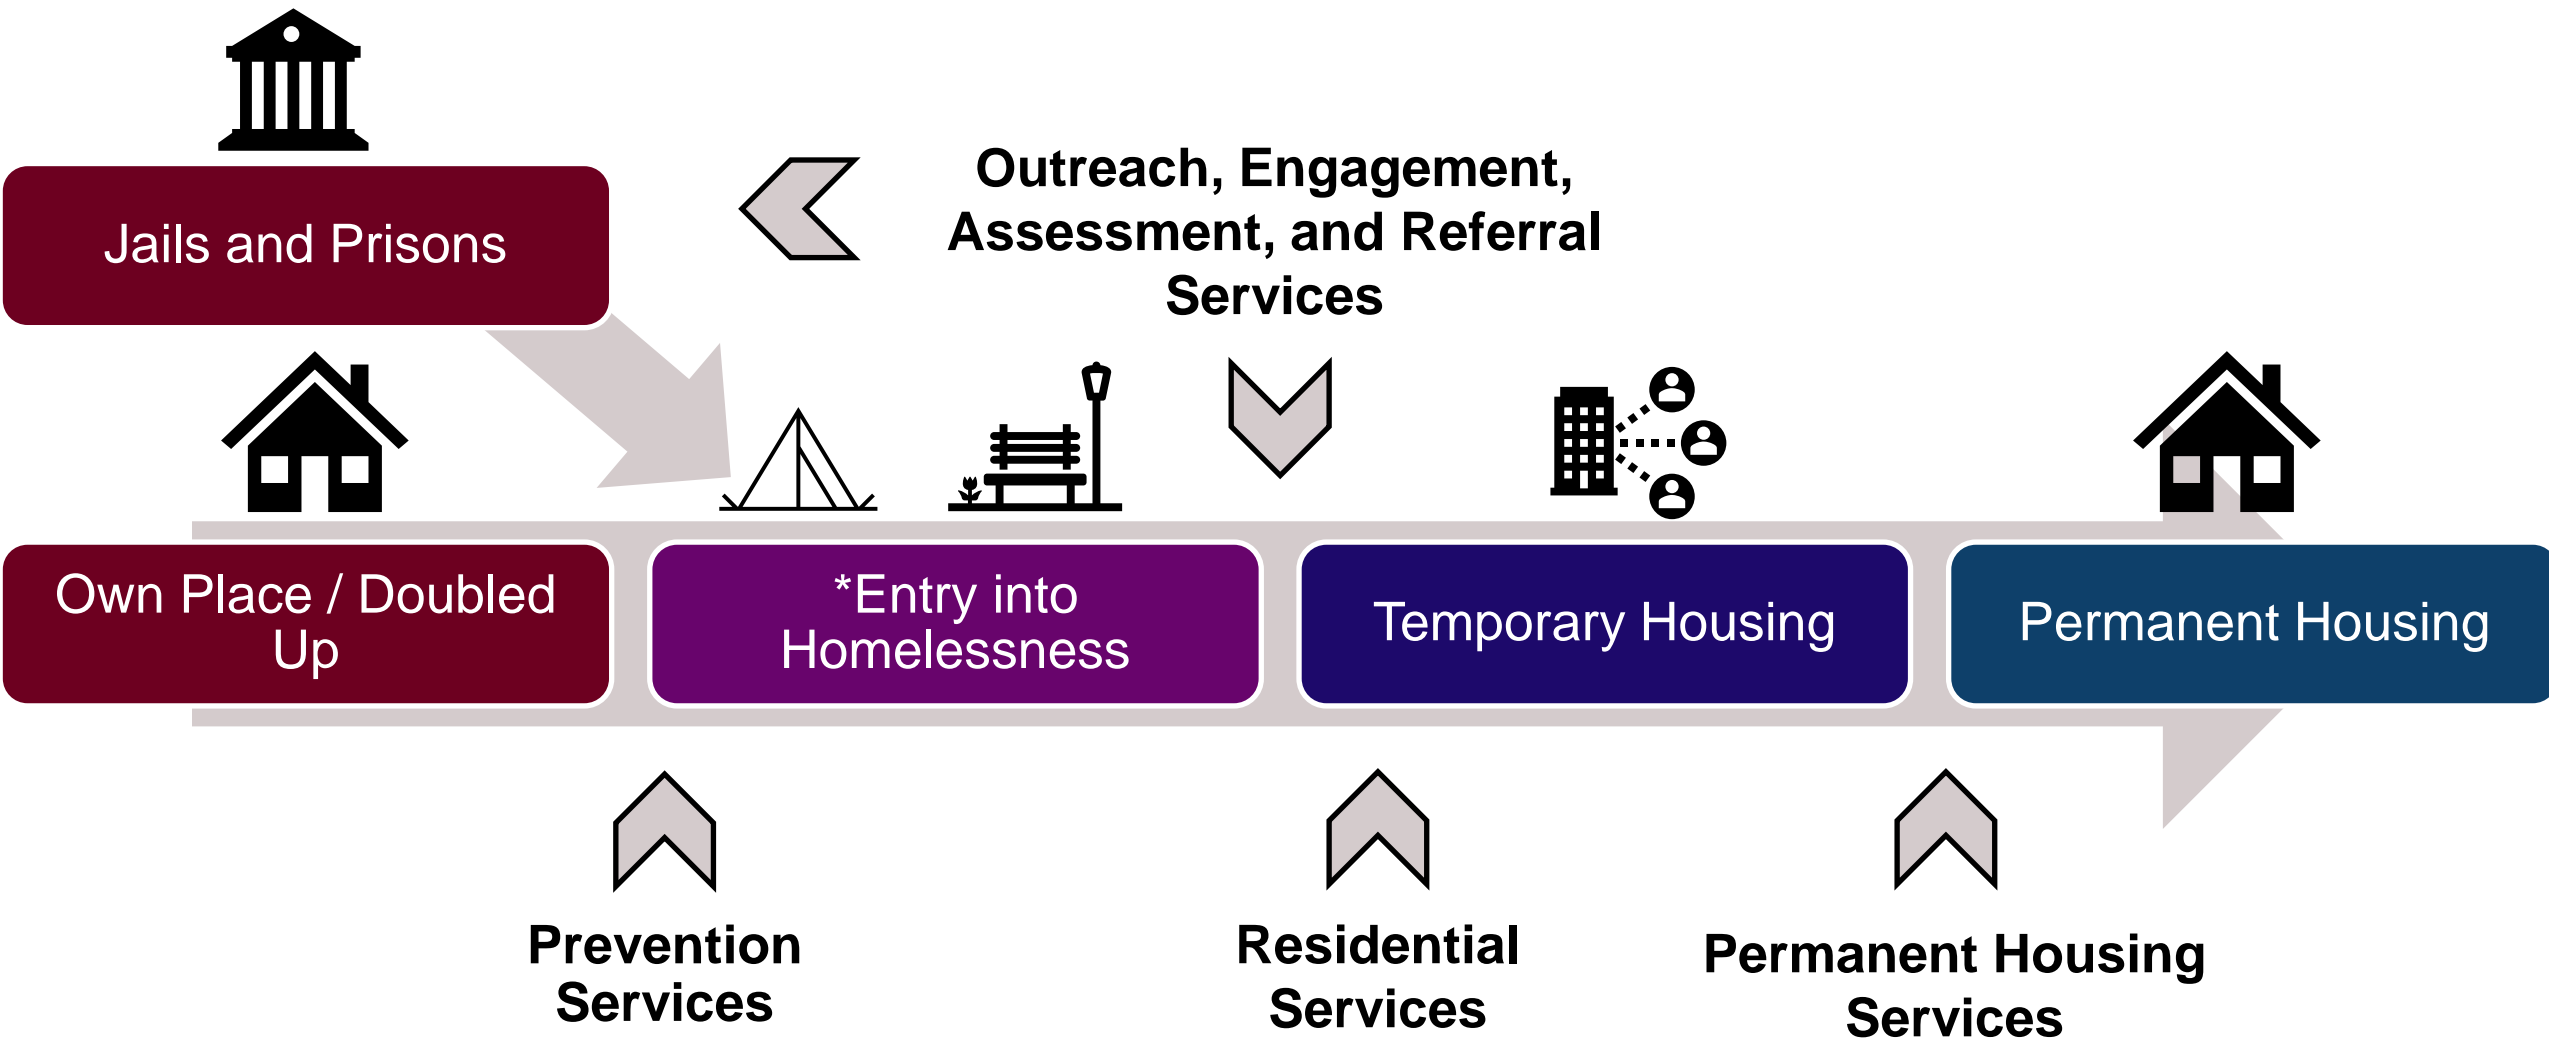 Outreach, Engagement,
Assessment, and Referral
Services
Jails and Prisons
Own Place / Doubled
Up
*Entry into
Homelessness
Temporary Housing
Permanent Housing
Prevention
Services
Residential
Services
Permanent Housing
Services